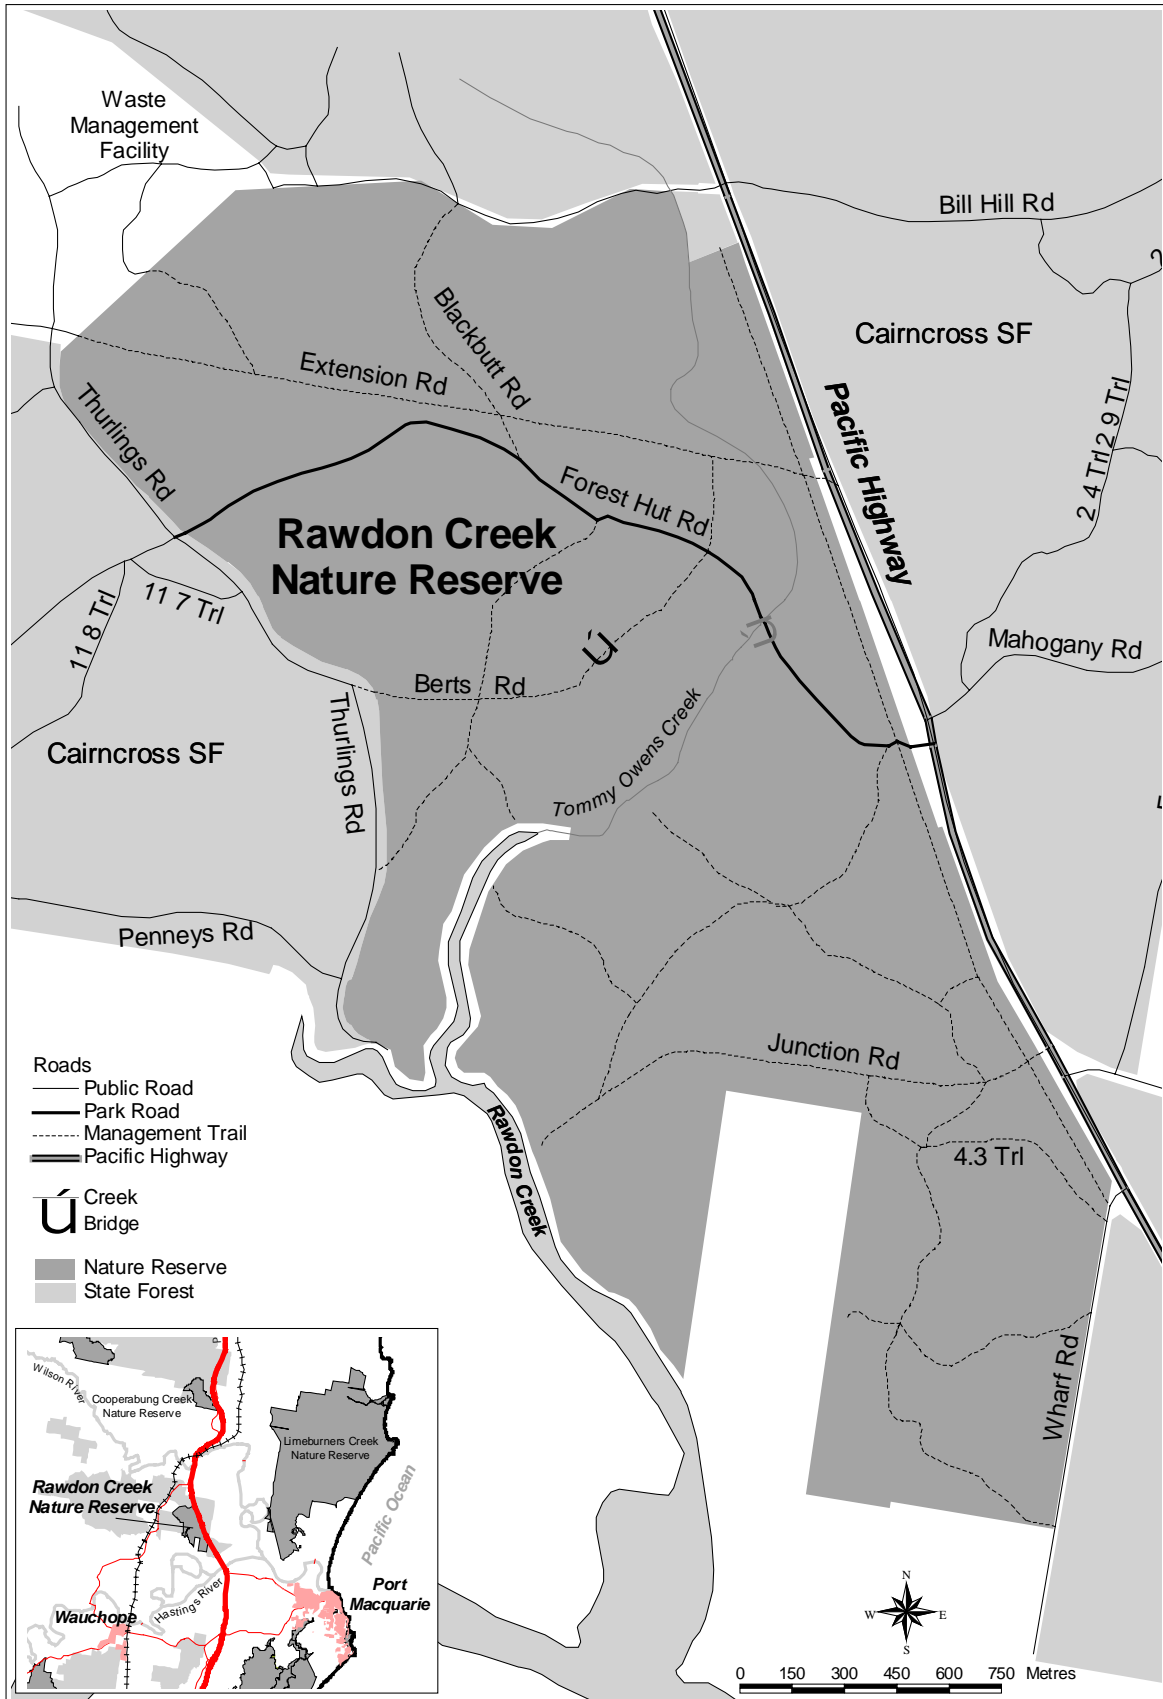 Waste
Management
Facility
Bill Hill Rd
Cairncross SF
Blackbutt Rd
Extension Rd
Thurlings Rd
Pacific Highway
2 9 Trl
2 4 Trl
Forest Hut Rd
Rawdon Creek
Nature Reserve
11 7 Trl
11 8 Trl
Mahogany Rd
Berts Rd
Thurlings Rd
Cairncross SF
Tommy Owens Creek
Penneys Rd
Junction Rd
Rawdon Creek
4.3 Trl
Wharf Rd
Roads
Public Road
Park Road
Management Trail
Pacific Highway
Creek
ú Bridge
Nature Reserve
State Forest
Wilson River
Cooperabung Creek
Nature Reserve
Limeburners Creek
Nature Reserve
Rawdon Creek
Nature Reserve
Pacific Ocean
Hastings River
Wauchope
Port
Macquarie
N
W E
S
0 150 300 450 600 750 Metres